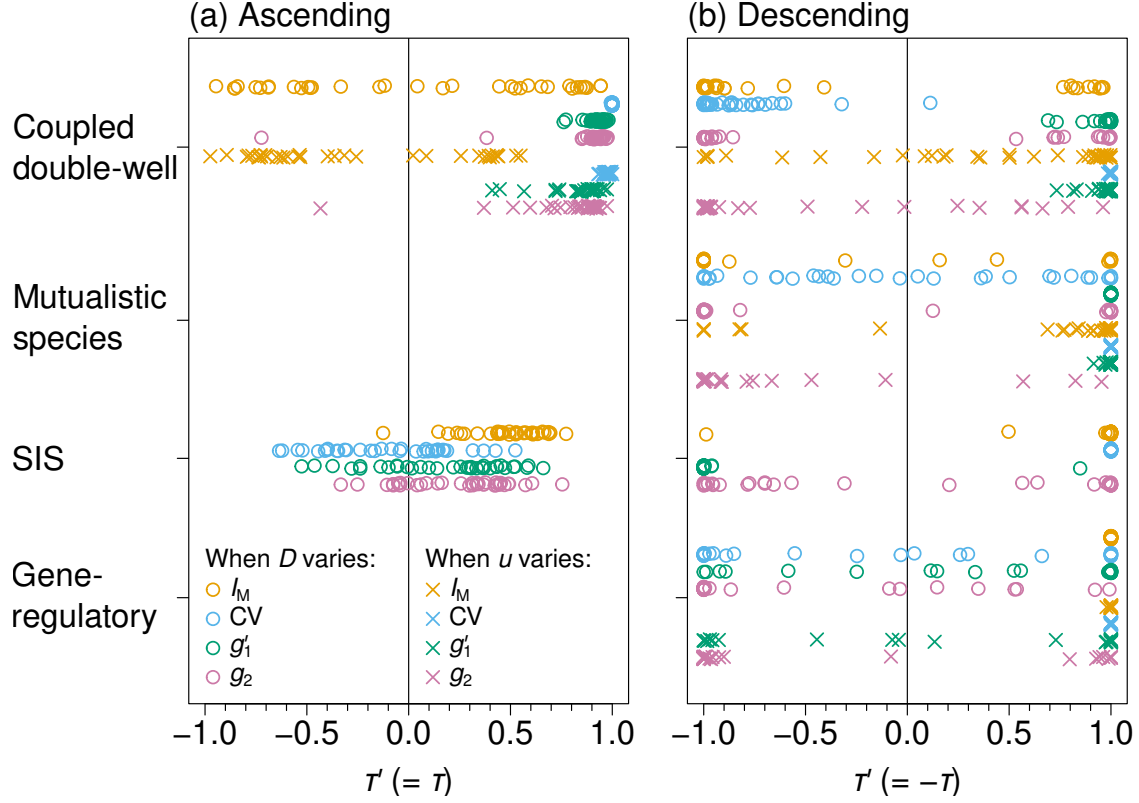 (a) Ascending
(b) Descending
Coupled
double-well
Mutualistic
species
SIS
Gene-
regulatory
When D varies:
I_M
CV
g′_1
g_2
When u varies:
I_M
CV
g′_1
g_2
−1.0 −0.5 0.0 0.5 1.0
−1.0 −0.5 0.0 0.5 1.0
τ′ (= τ)
τ′ (= −τ)